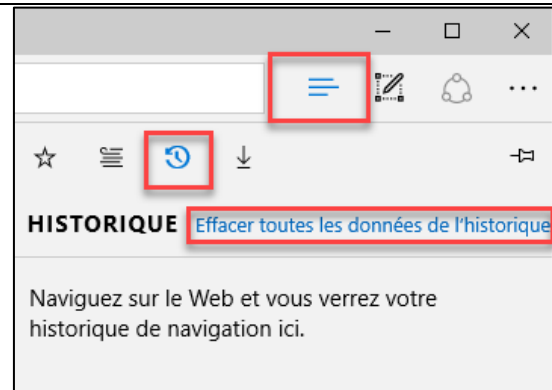 HISTORIQUE Effacer toutes les données de l'historique
Naviguez sur le Web et vous verrez votre
historique de navigation ici.